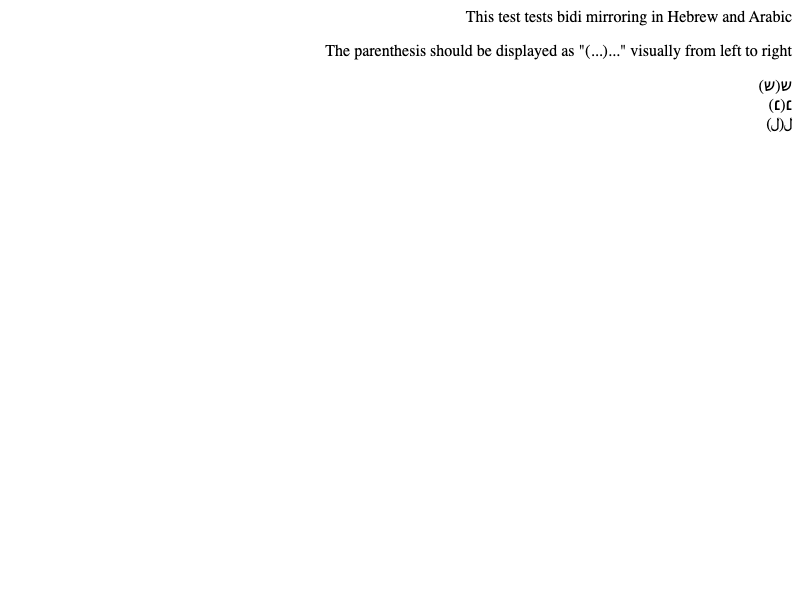 This test tests bidi mirroring in Hebrew and Arabic
The parenthesis should be displayed as "(...)..." visually from left to right
ש(ש)
ل(ل)